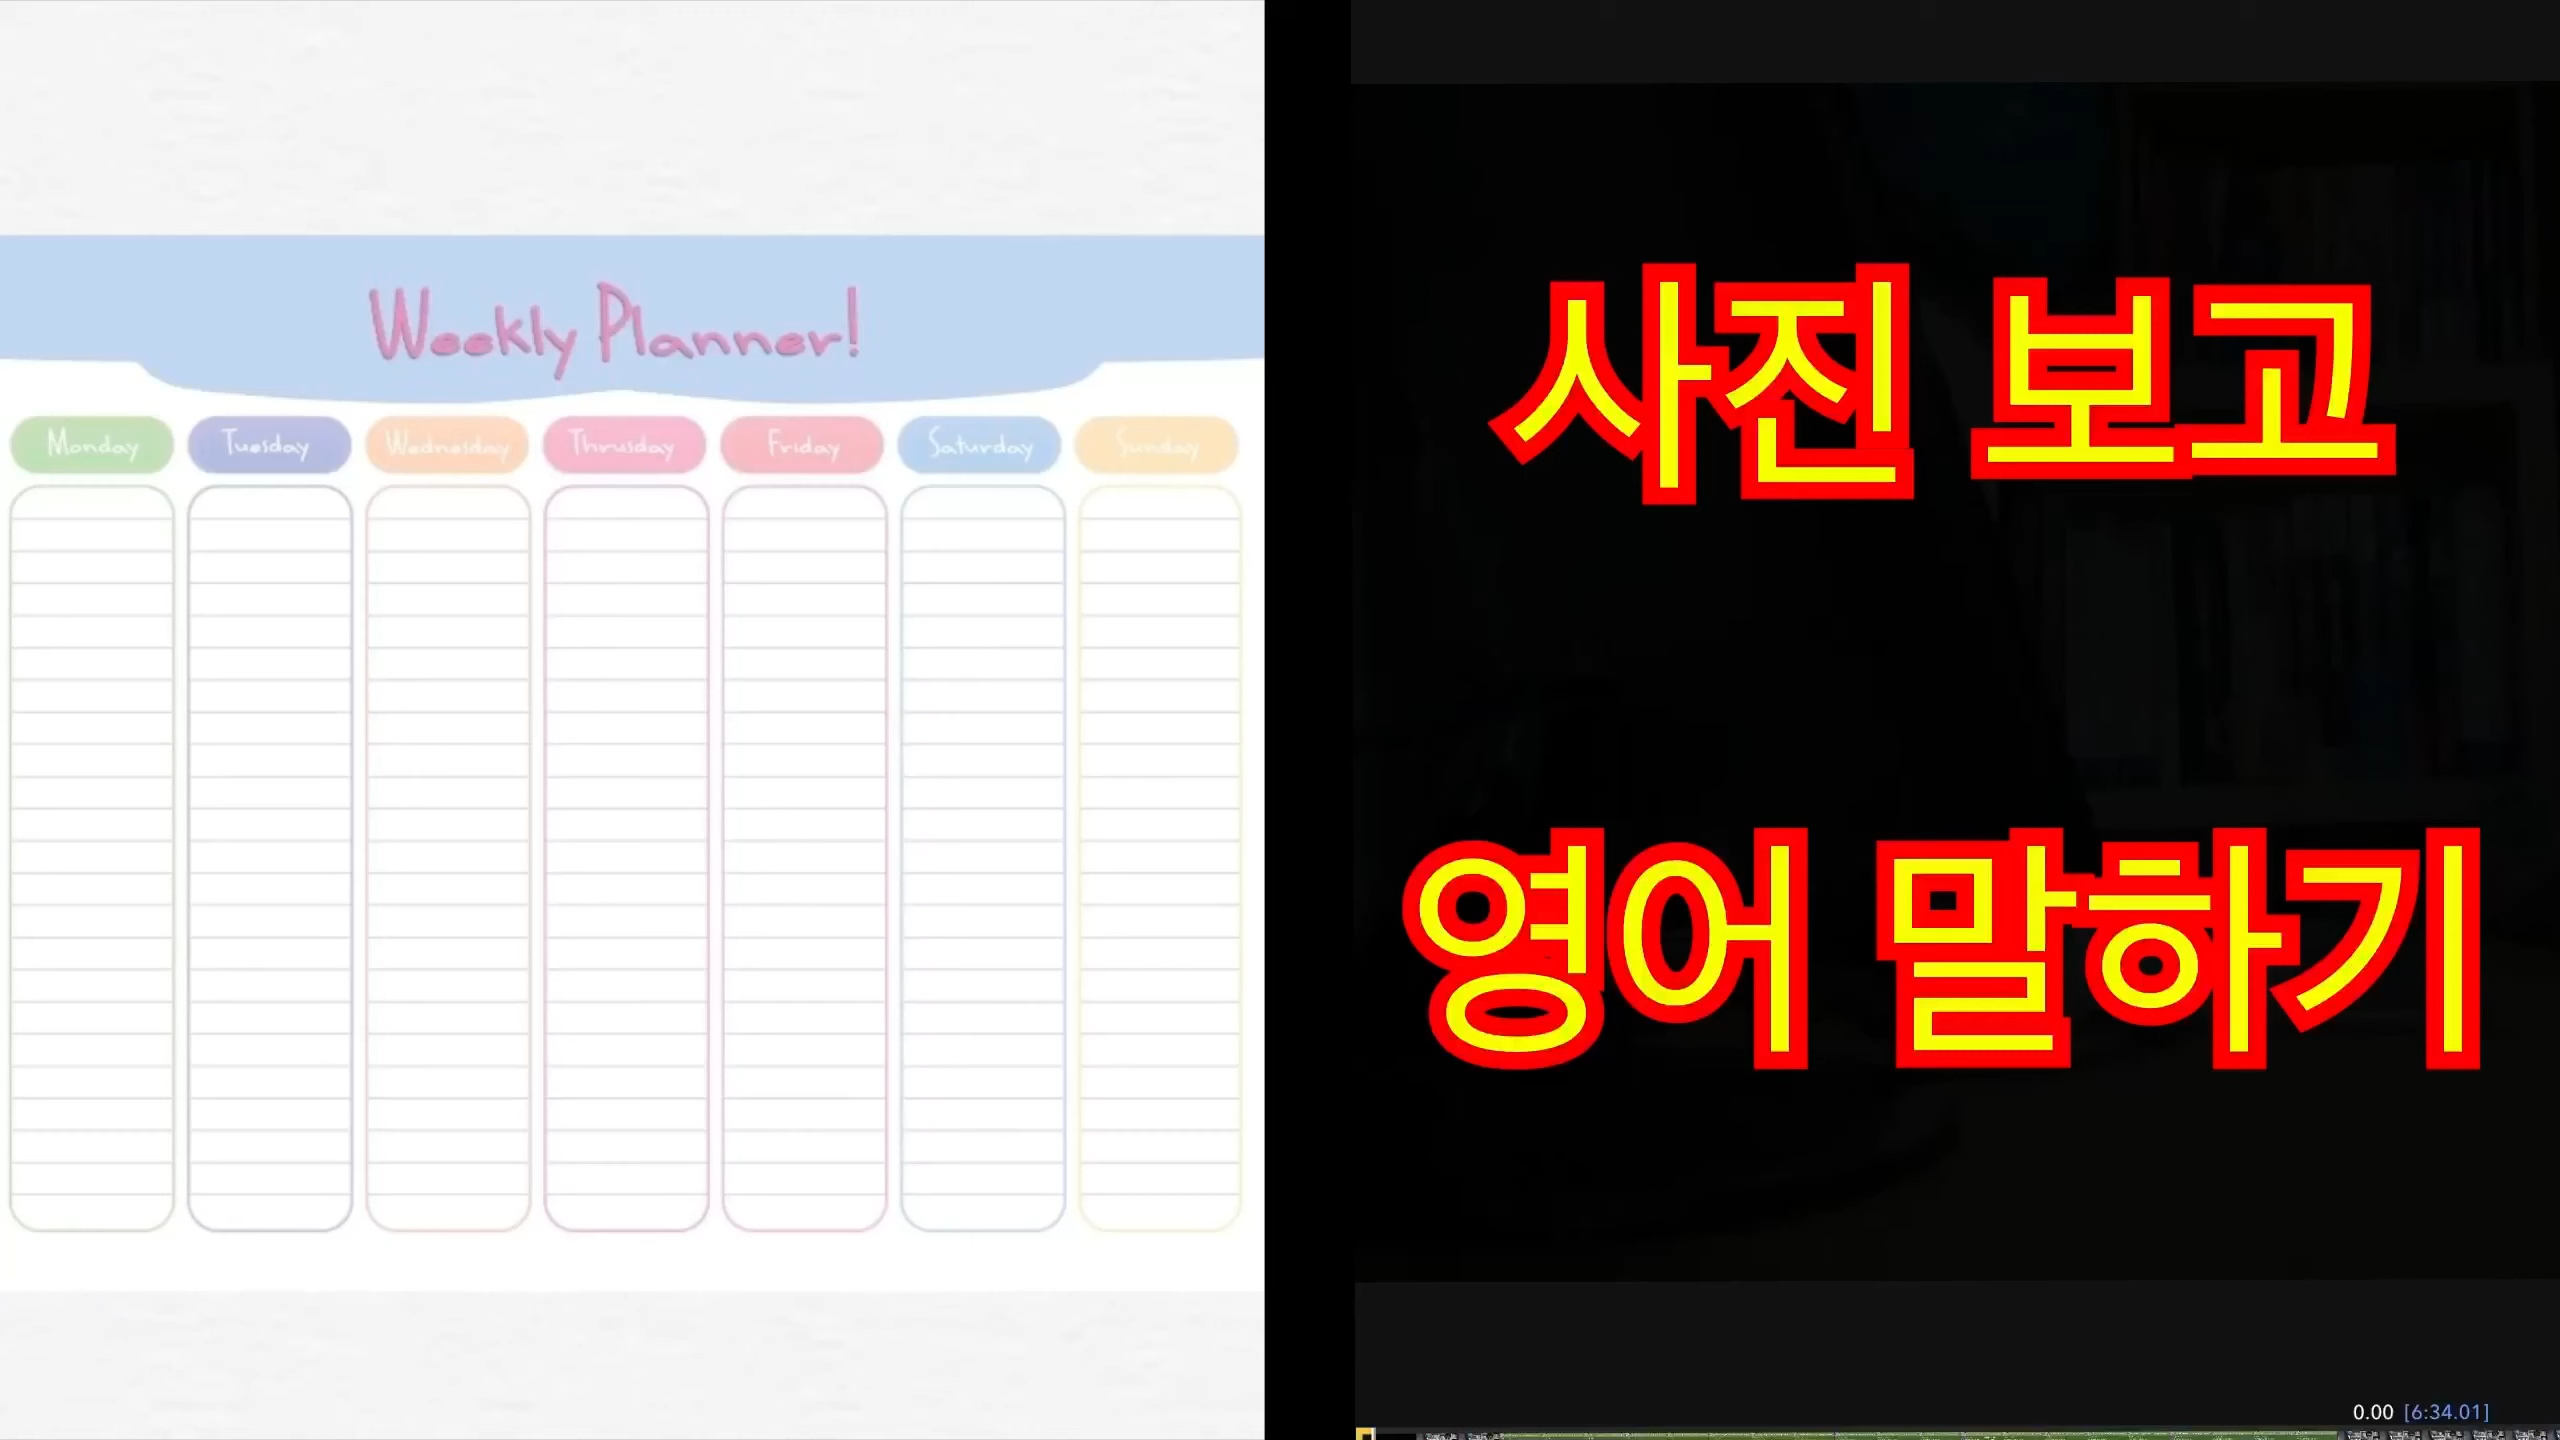 Weekly Planner!
Monday Tuesday Wednesday Thrusday Friday Saturday Sunday
사진 보고
영어 말하기
0.00 [6:34.01]